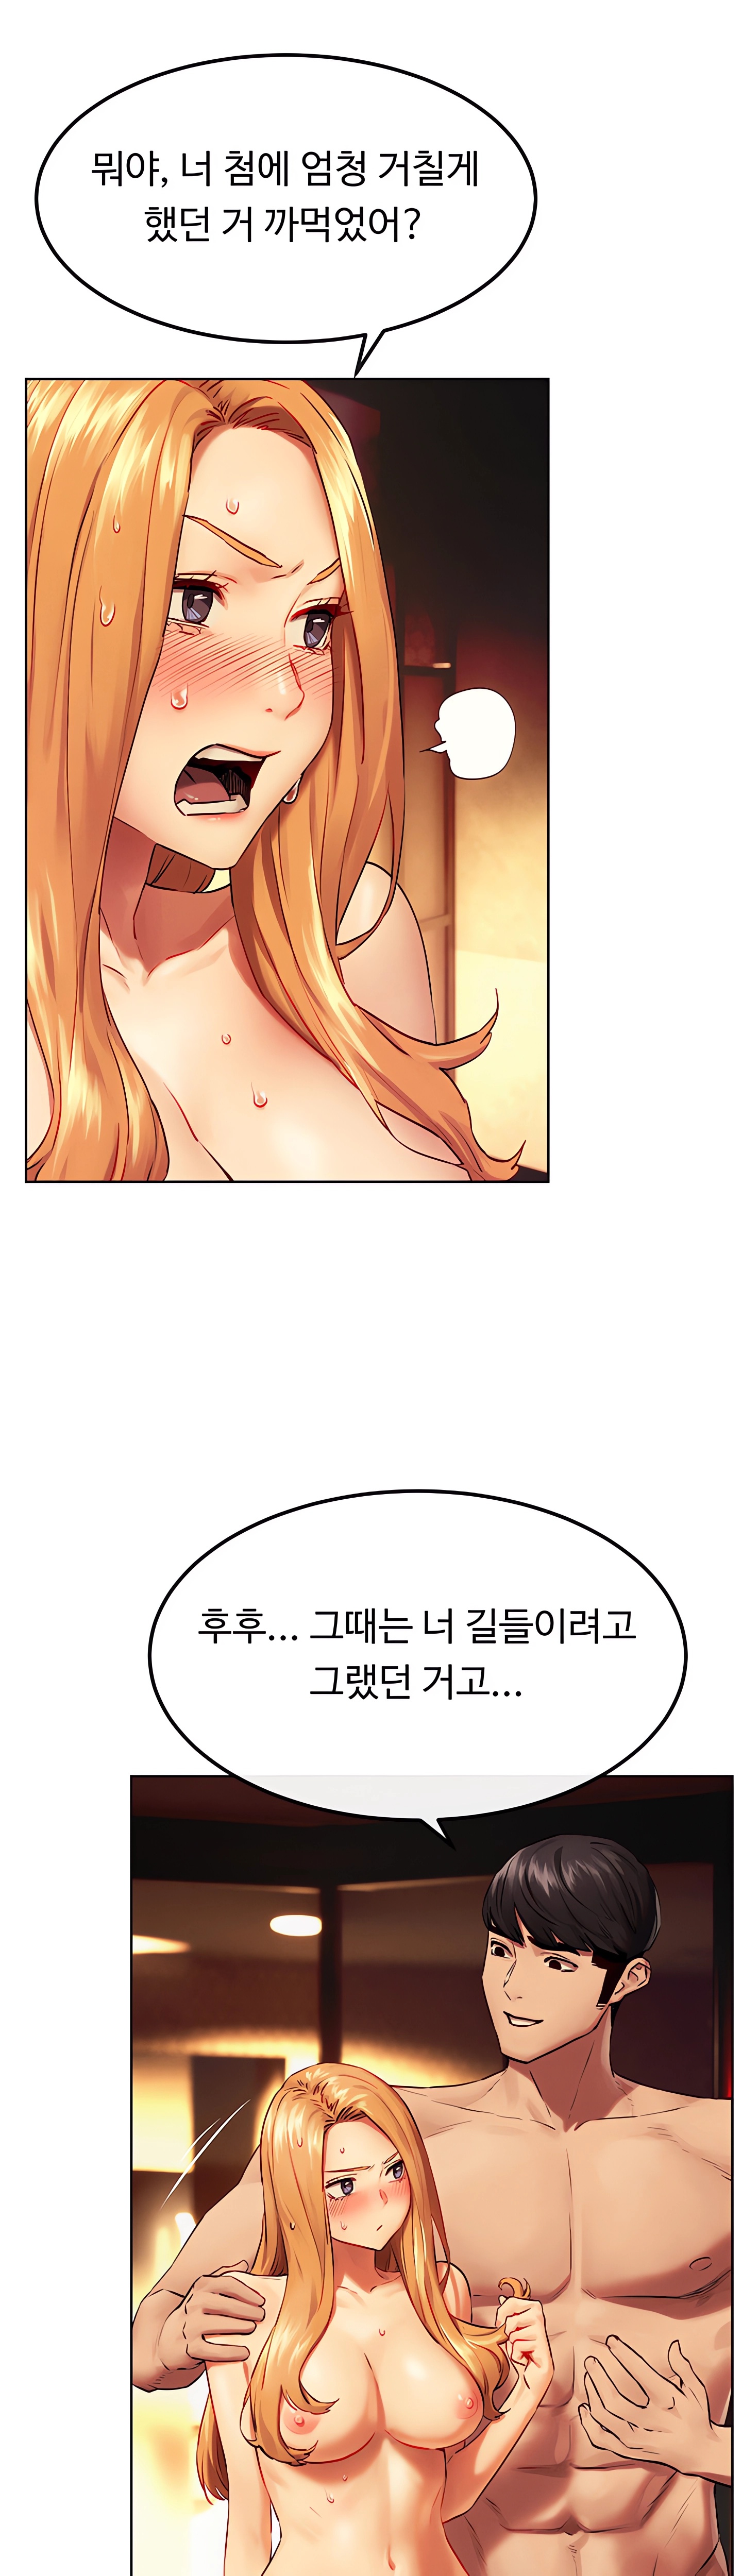 뭐야, 너 첨에 엄청 거칠게
했던 거 까먹었어?
후후... 그때는 너 길들이려고
그랬던 거고...